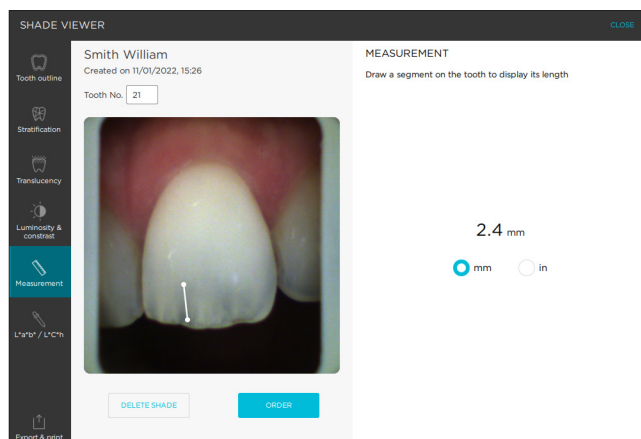 SHADE VIEWER
CLOSE
Tooth outline
Stratification
Translucency
Luminosity &
constrast
Measurement
L*a*b* / L*C*h
Export & print
Smith William
Created on 11/01/2022, 15:26
Tooth No. 21
DELETE SHADE
ORDER
MEASUREMENT
Draw a segment on the tooth to display its length
2.4 mm
mm
in